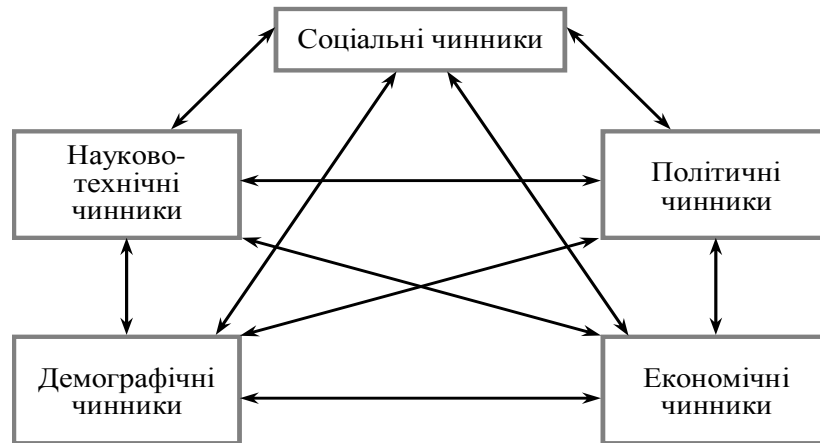 Соціальні чинники
Науково-
технічні
чинники
Політичні
чинники
Демографічні
чинники
Економічні
чинники